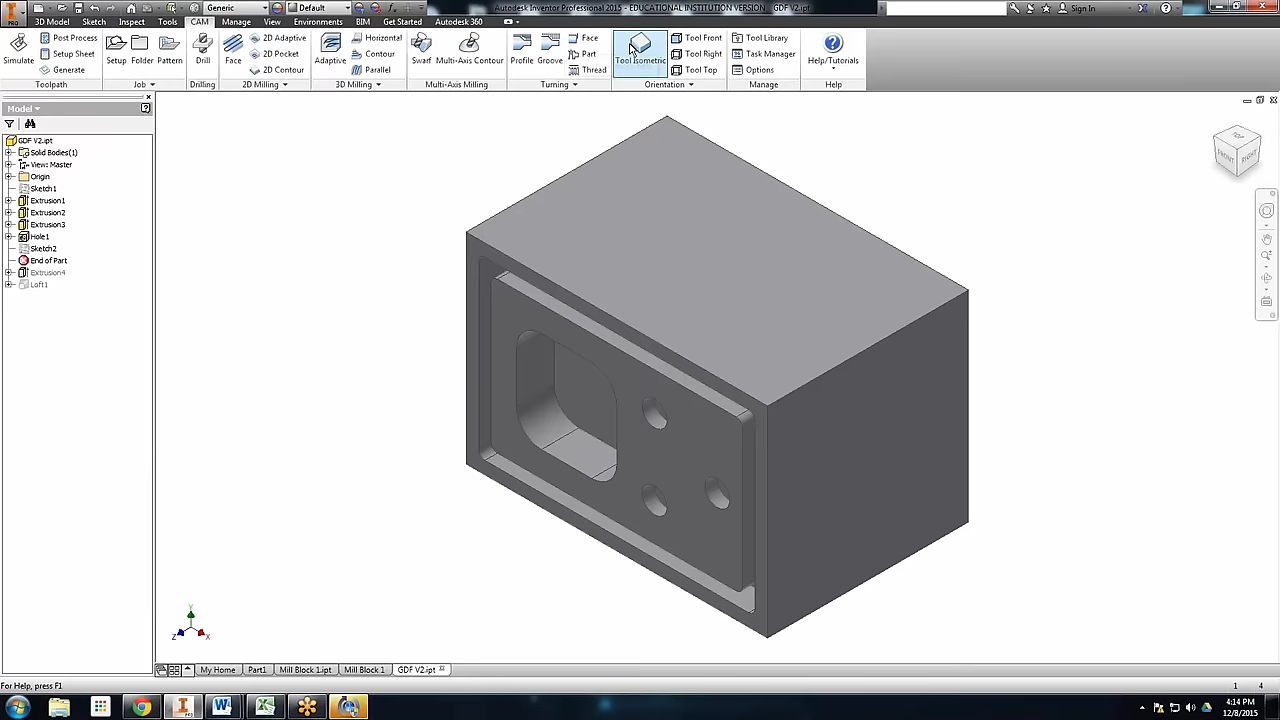 Generic
Default
Autodesk Inventor Professional 2015 - EDUCATIONAL INSTITUTION VERSION GDF V2.ipt
Sign In
PRO
3D Model
Sketch
Inspect
Tools
CAM
Manage
View
Environments
BIM
Get Started
Autodesk 360
Simulate
Post Process
Setup Sheet
Generate
Toolpath
Setup
Folder
Pattern
Job
Drill
Drilling
Face
2D Adaptive
2D Pocket
2D Contour
2D Milling
Adaptive
Horizontal
Contour
Parallel
3D Milling
Swarf
Multi-Axis Contour
Multi-Axis Milling
Profile
Groove
Face
Part
Thread
Turning
Tool Isometric
Tool Front
Tool Right
Tool Top
Orientation
Tool Library
Task Manager
Options
Manage
Help/Tutorials
Help
Model
GDF V2.ipt
Solid Bodies(1)
View: Master
Origin
Sketch1
Extrusion1
Extrusion2
Extrusion3
Hole1
Sketch2
End of Part
Extrusion4
Loft1
TOP
FRONT
RIGHT
Y
Z
X
My Home
Part1
Mill Block 1.ipt
Mill Block 1
GDF V2.ipt
For Help, press F1
1
4
4:14 PM
12/8/2015